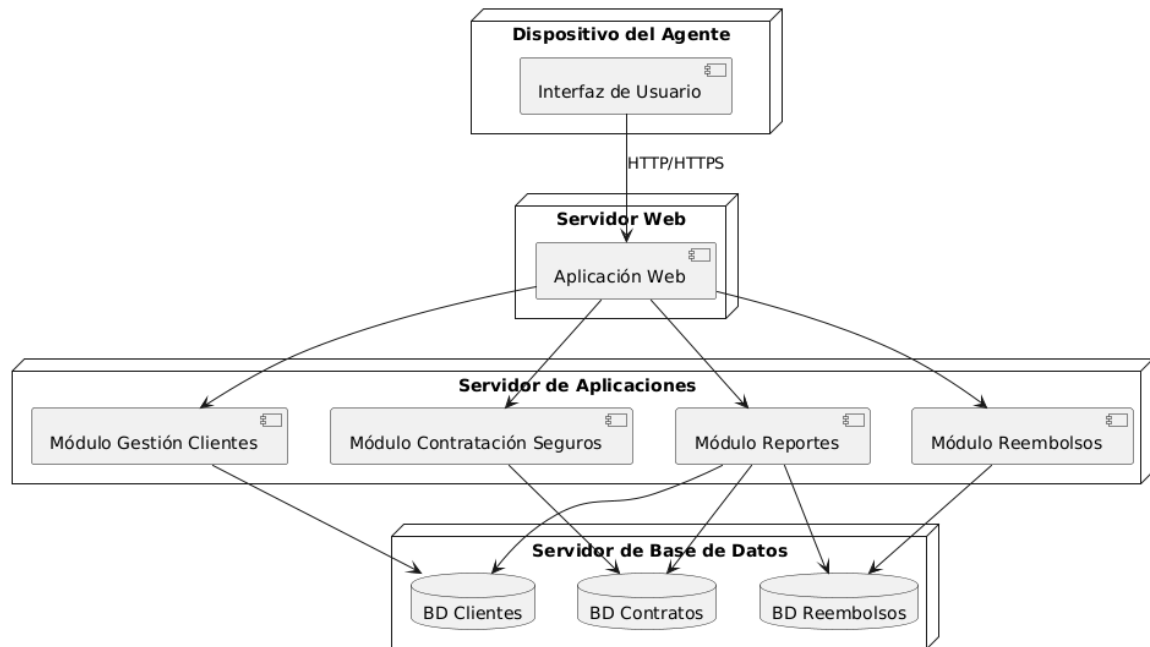 Dispositivo del Agente
Interfaz de Usuario
HTTP/HTTPS
Servidor Web
Aplicación Web
Servidor de Aplicaciones
Módulo Gestión Clientes
Módulo Contratación Seguros
Módulo Reportes
Módulo Reembolsos
Servidor de Base de Datos
BD Clientes
BD Contratos
BD Reembolsos